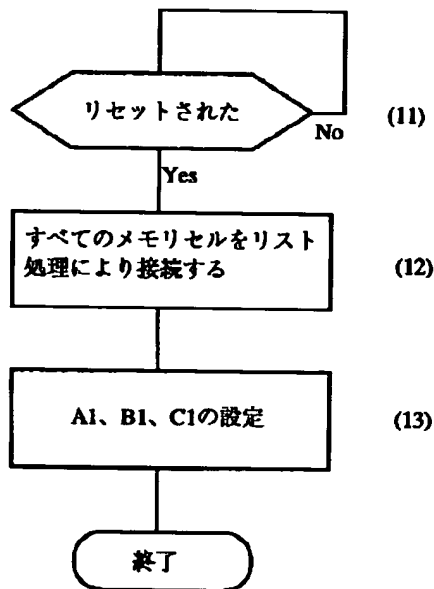 リセットされた
(11)
No
Yes
すべてのメモリセルをリスト
処理により接続する
(12)
A1、B1、C1の設定
(13)
終了